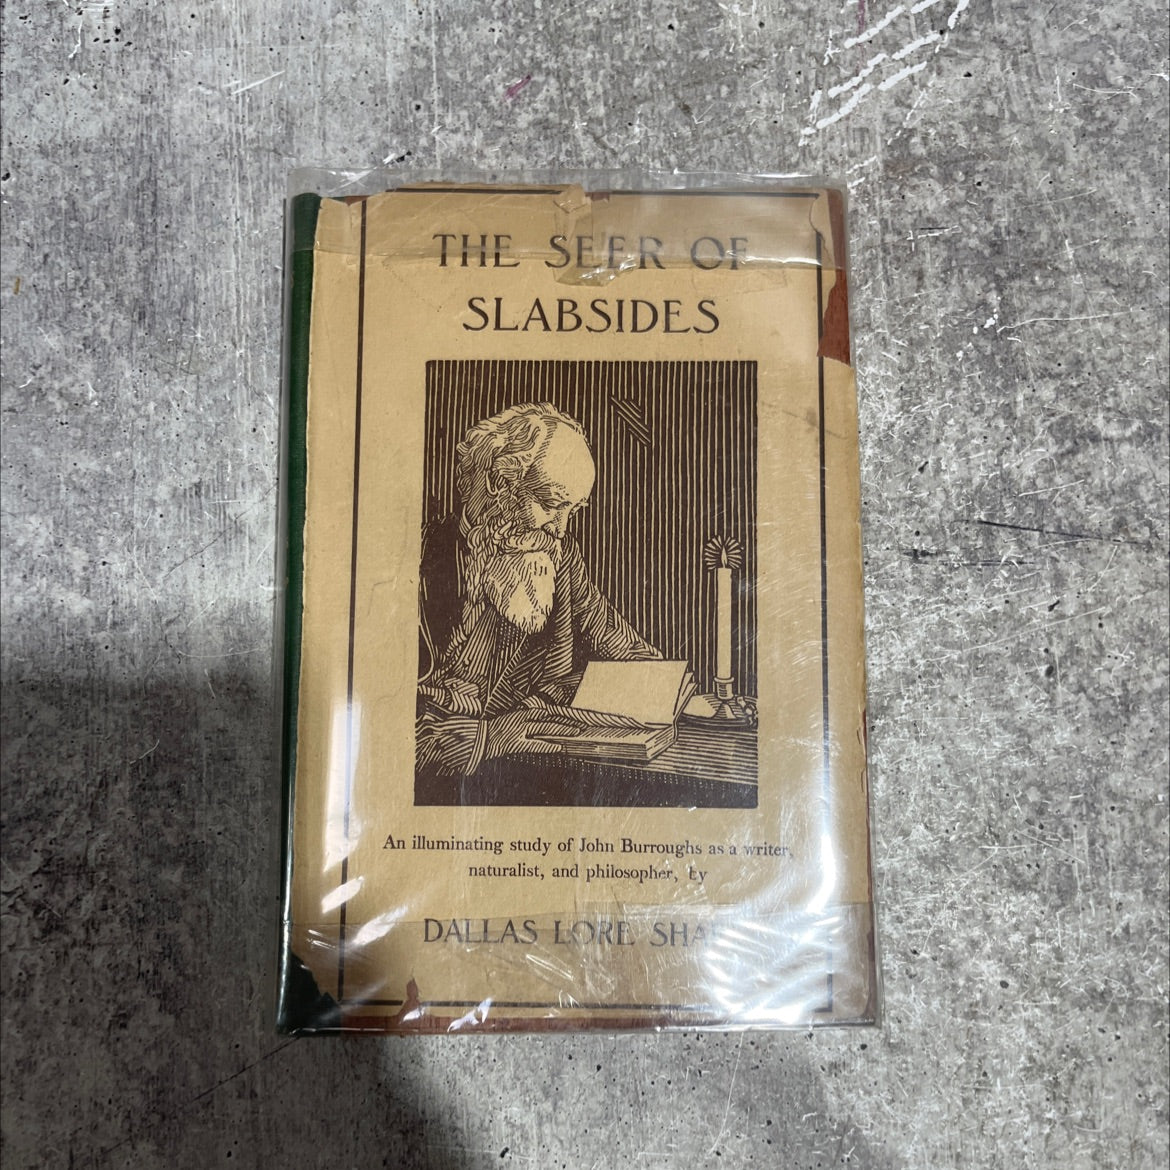 THE SEER OF
SLABSIDES
An illuminating study of John Burroughs as a writer,
naturalist, and philosopher, by
DALLAS LORE